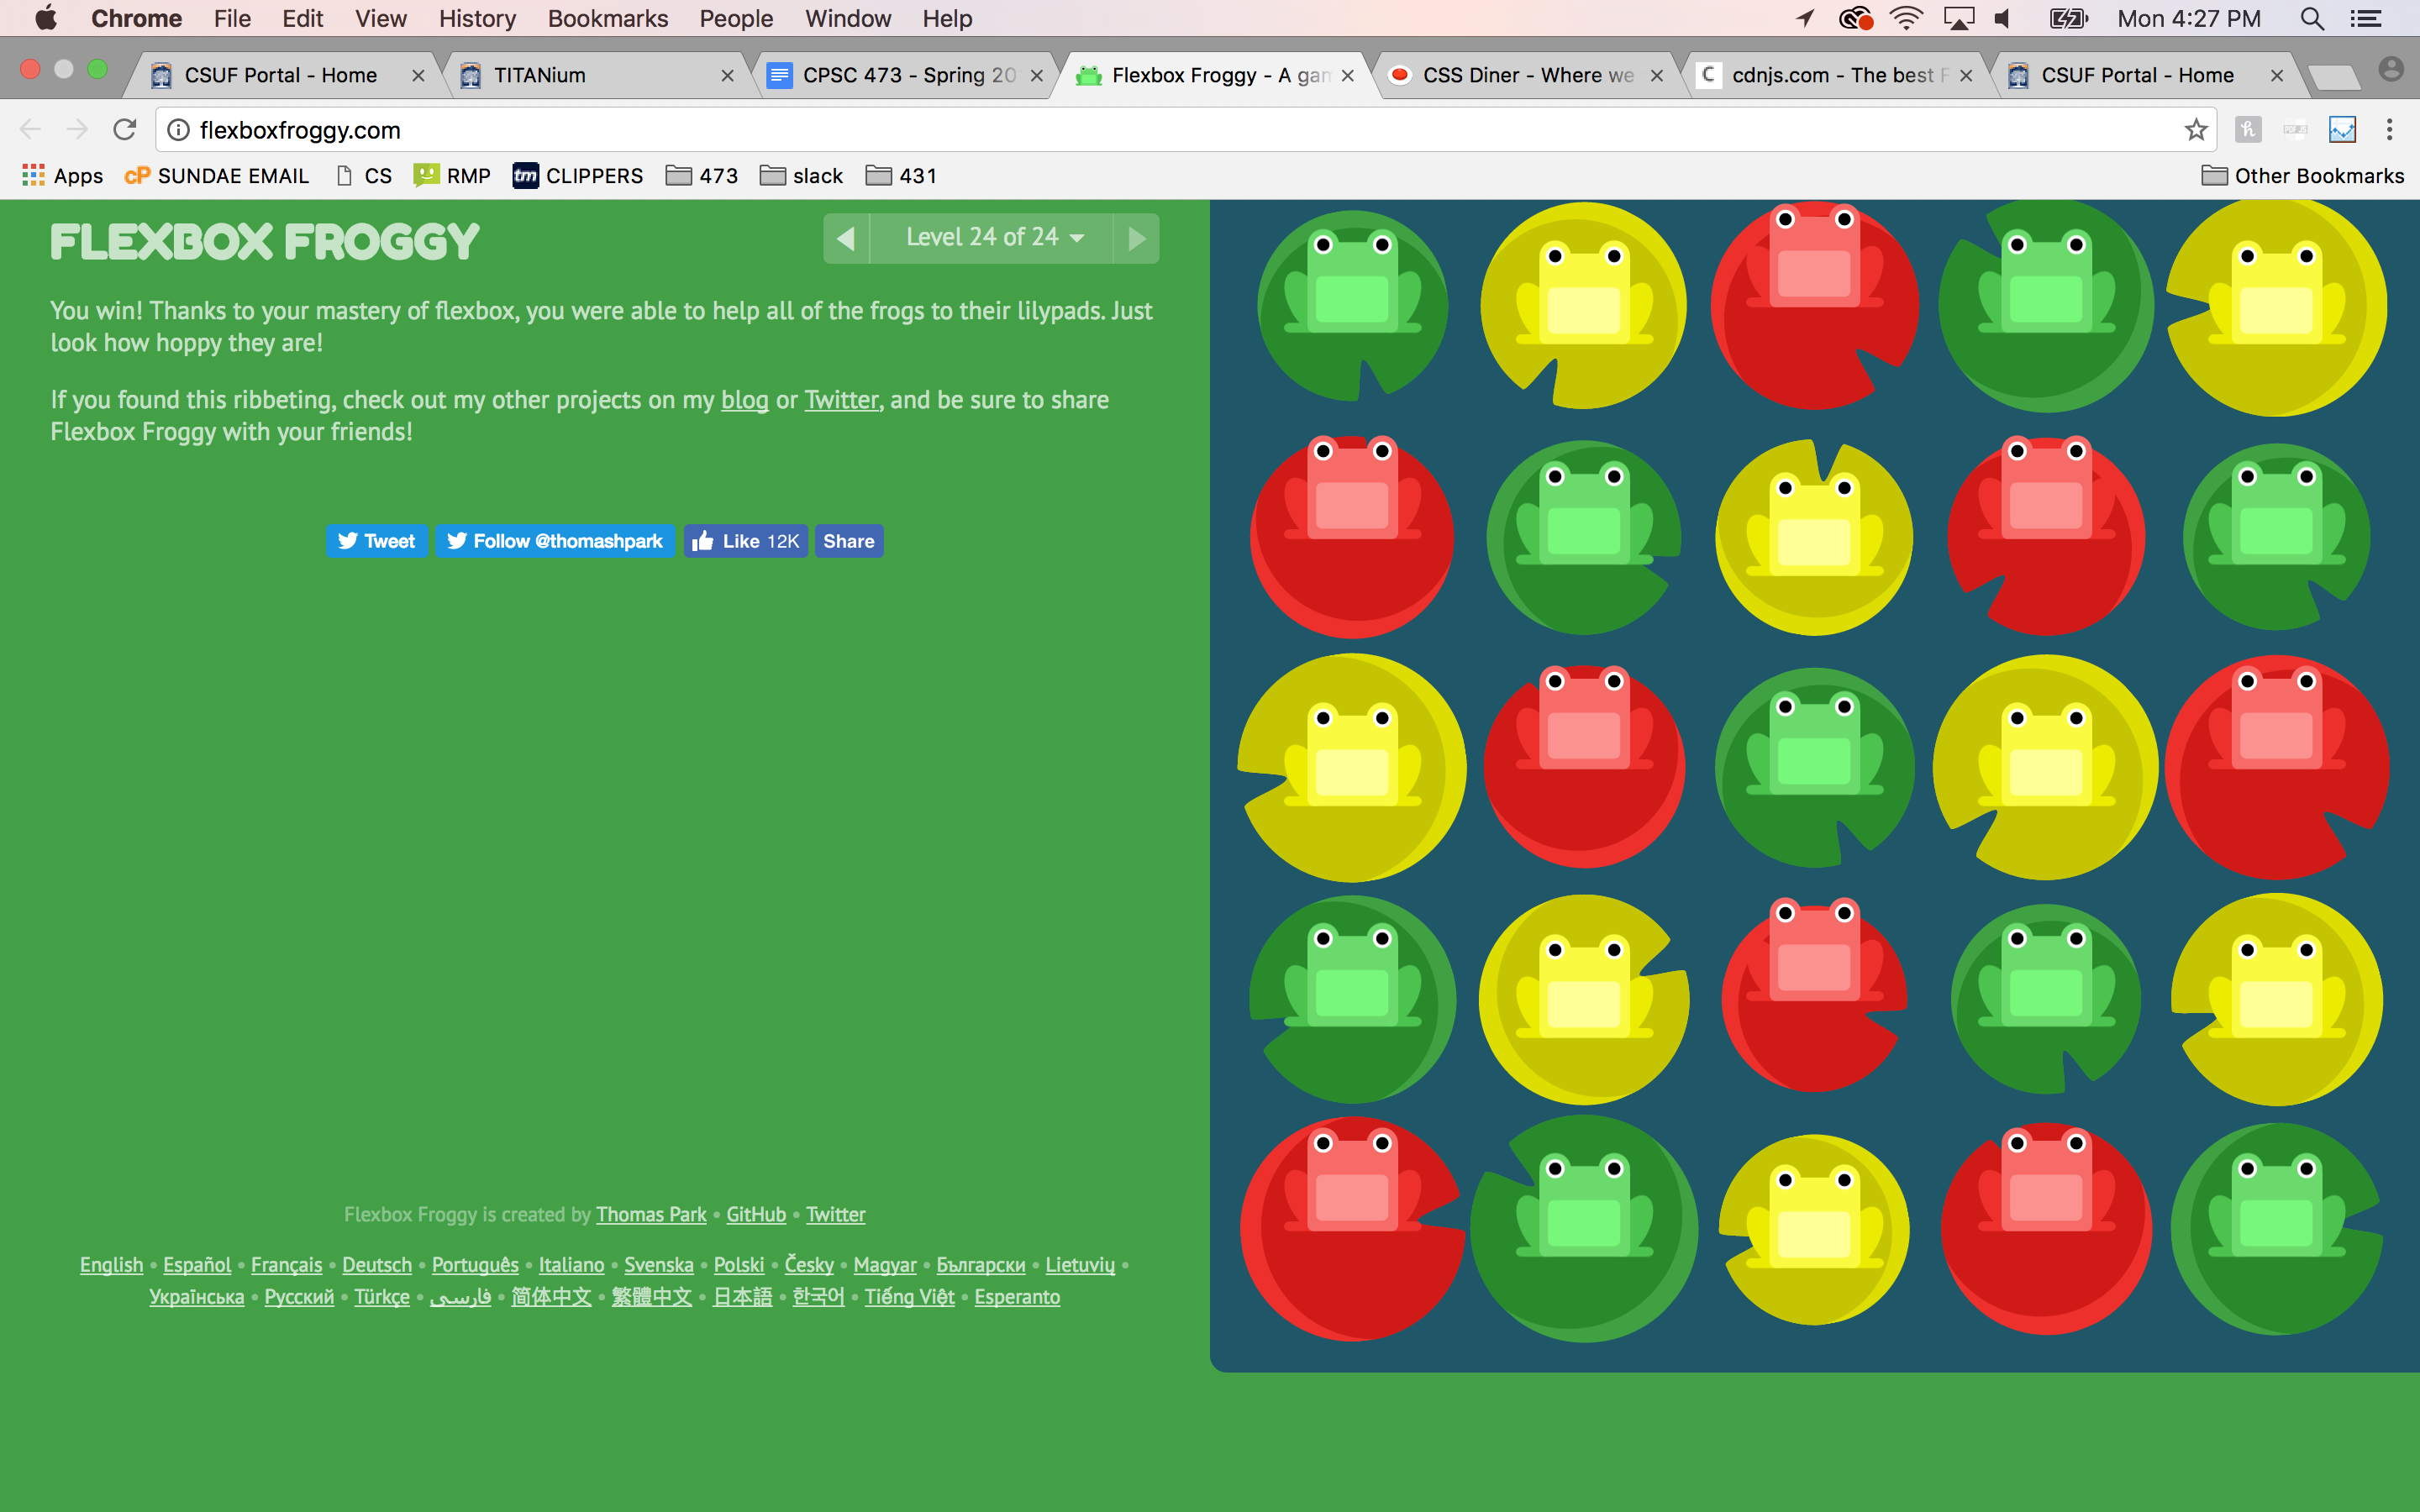 Chrome File Edit View History Bookmarks People Window Help Mon 4:27 PM
CSUF Portal - Home TITANium CPSC 473 - Spring 20 Flexbox Froggy - A gam CSS Diner - Where we cdnjs.com - The best F CSUF Portal - Home
flexboxfroggy.com
Apps cP SUNDAE EMAIL CS RMP tm CLIPPERS 473 slack 431 Other Bookmarks
FLEXBOX FROGGY
Level 24 of 24
You win! Thanks to your mastery of flexbox, you were able to help all of the frogs to their lilypads. Just
look how hoppy they are!
If you found this ribbeting, check out my other projects on my blog or Twitter, and be sure to share
Flexbox Froggy with your friends!
Tweet Follow @thomashpark Like 12K Share
Flexbox Froggy is created by Thomas Park • GitHub • Twitter
English • Español • Français • Deutsch • Português • Italiano • Svenska • Polski • Česky • Magyar • Български • Lietuvių •
Українська • Русский • Türkçe • فارسی • 简体中文 • 繁體中文 • 日本語 • 한국어 • Tiếng Việt • Esperanto